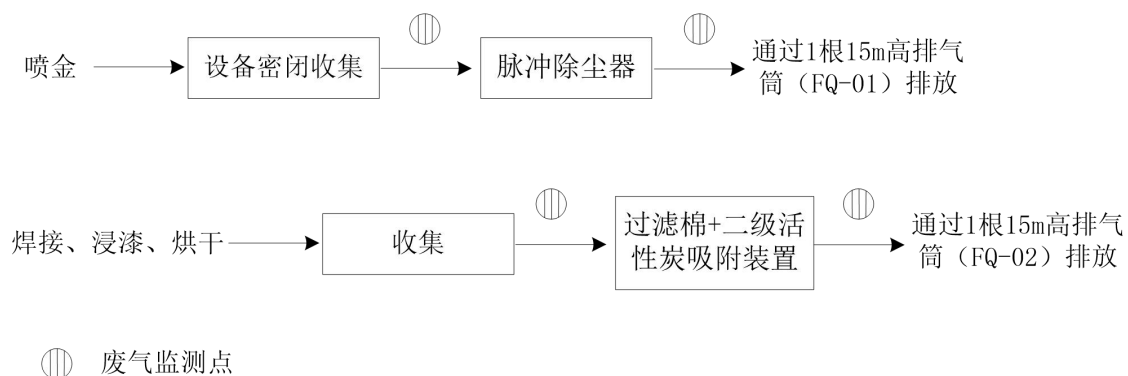 喷金
设备密闭收集
脉冲除尘器
通过1根15m高排气
筒（FQ-01）排放
焊接、浸漆、烘干
收集
过滤棉+二级活
性炭吸附装置
通过1根15m高排气
筒（FQ-02）排放
废气监测点